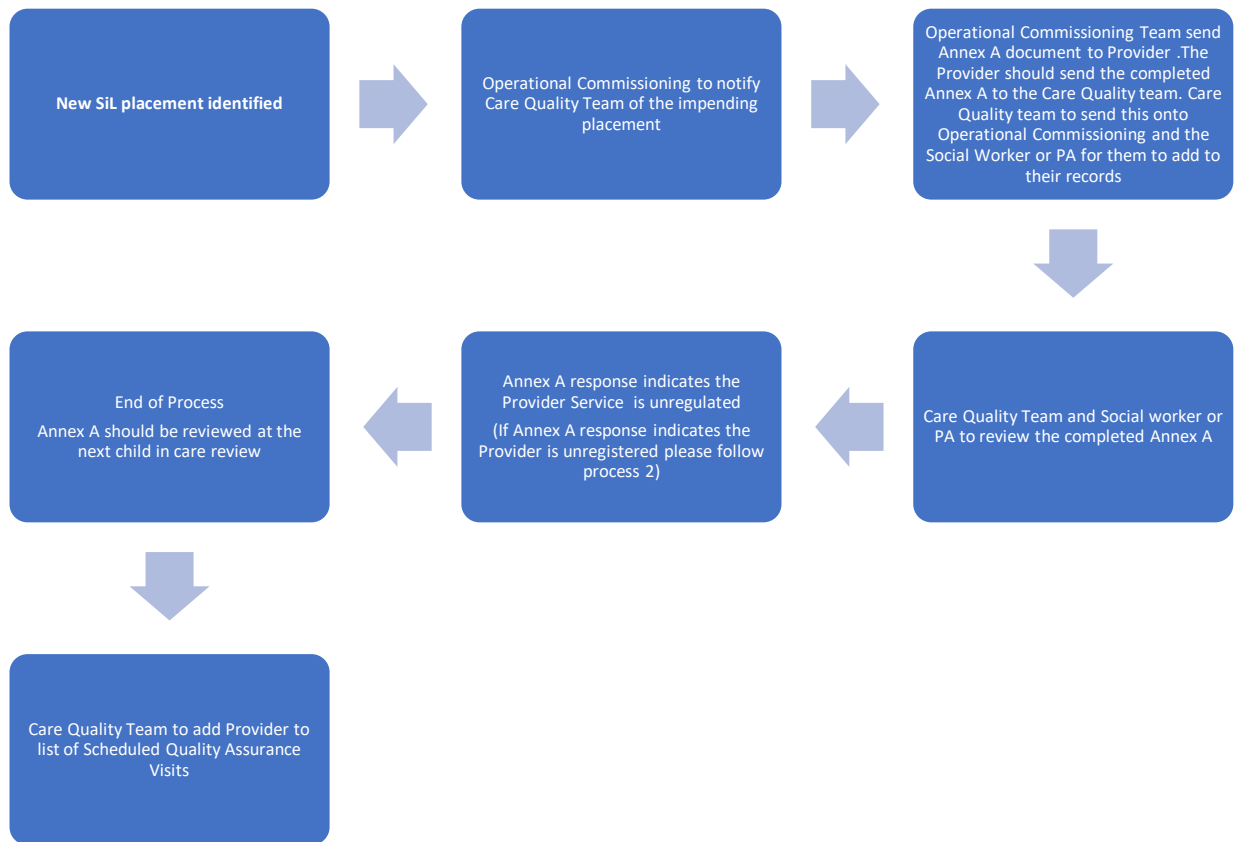 New SiL placement identified
Operational Commissioning to notify
Care Quality Team of the impending
placement
Operational Commissioning Team send
Annex A document to Provider .The
Provider should send the completed
Annex A to the Care Quality team. Care
Quality team to send this onto
Operational Commissioning and the
Social Worker or PA for them to add to
their records
Care Quality Team and Social worker or
PA to review the completed Annex A
Annex A response indicates the
Provider Service is unregulated
(If Annex A response indicates the
Provider is unregistered please follow
process 2)
End of Process
Annex A should be reviewed at the
next child in care review
Care Quality Team to add Provider to
list of Scheduled Quality Assurance
Visits